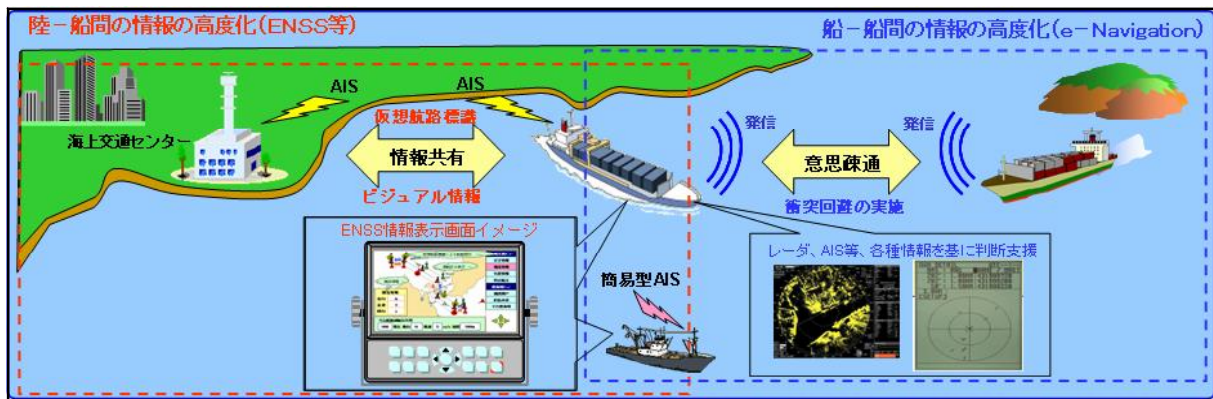 陸－船間の情報の高度化(ENSS等)
船－船間の情報の高度化(e－Navigation)
AIS
AIS
海上交通センター
仮想航路標識
情報共有
ビジュアル情報
発信
発信
意思疎通
衝突回避の実施
ENSS情報表示画面イメージ
簡易型AIS
レーダ、AIS等、各種情報を基に判断支援